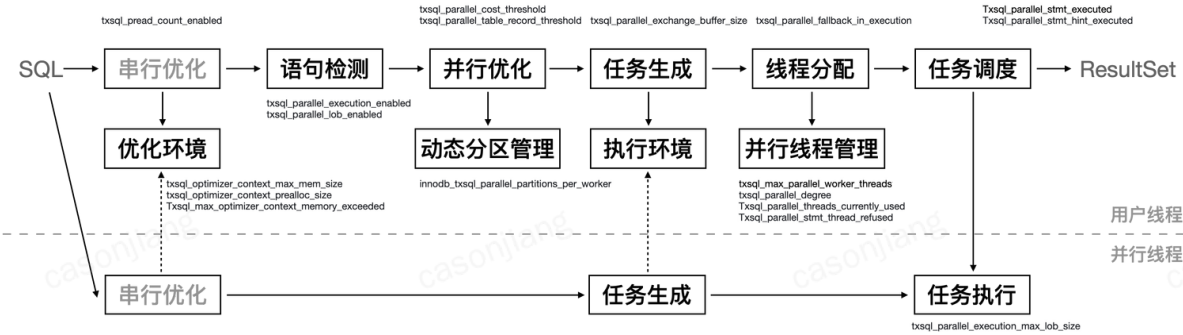 txsql_pread_count_enabled
txsql_parallel_cost_threshold
txsql_parallel_table_record_threshold
txsql_parallel_exchange_buffer_size
txsql_parallel_fallback_in_execution
Txsql_parallel_stmt_executed
Txsql_parallel_stmt_hint_executed
SQL
串行优化
语句检测
并行优化
任务生成
线程分配
任务调度
ResultSet
txsql_parallel_execution_enabled
txsql_parallel_lob_enabled
优化环境
动态分区管理
执行环境
并行线程管理
txsql_optimizer_context_max_mem_size
txsql_optimizer_context_prealloc_size
Txsql_max_optimizer_context_memory_exceeded
innodb_txsql_parallel_partitions_per_worker
txsql_max_parallel_worker_threads
txsql_parallel_degree
Txsql_parallel_threads_currently_used
Txsql_parallel_stmt_thread_refused
用户线程
并行线程
casonjiang
casonjiang
casonjiang
串行优化
任务生成
任务执行
txsql_parallel_execution_max_lob_size